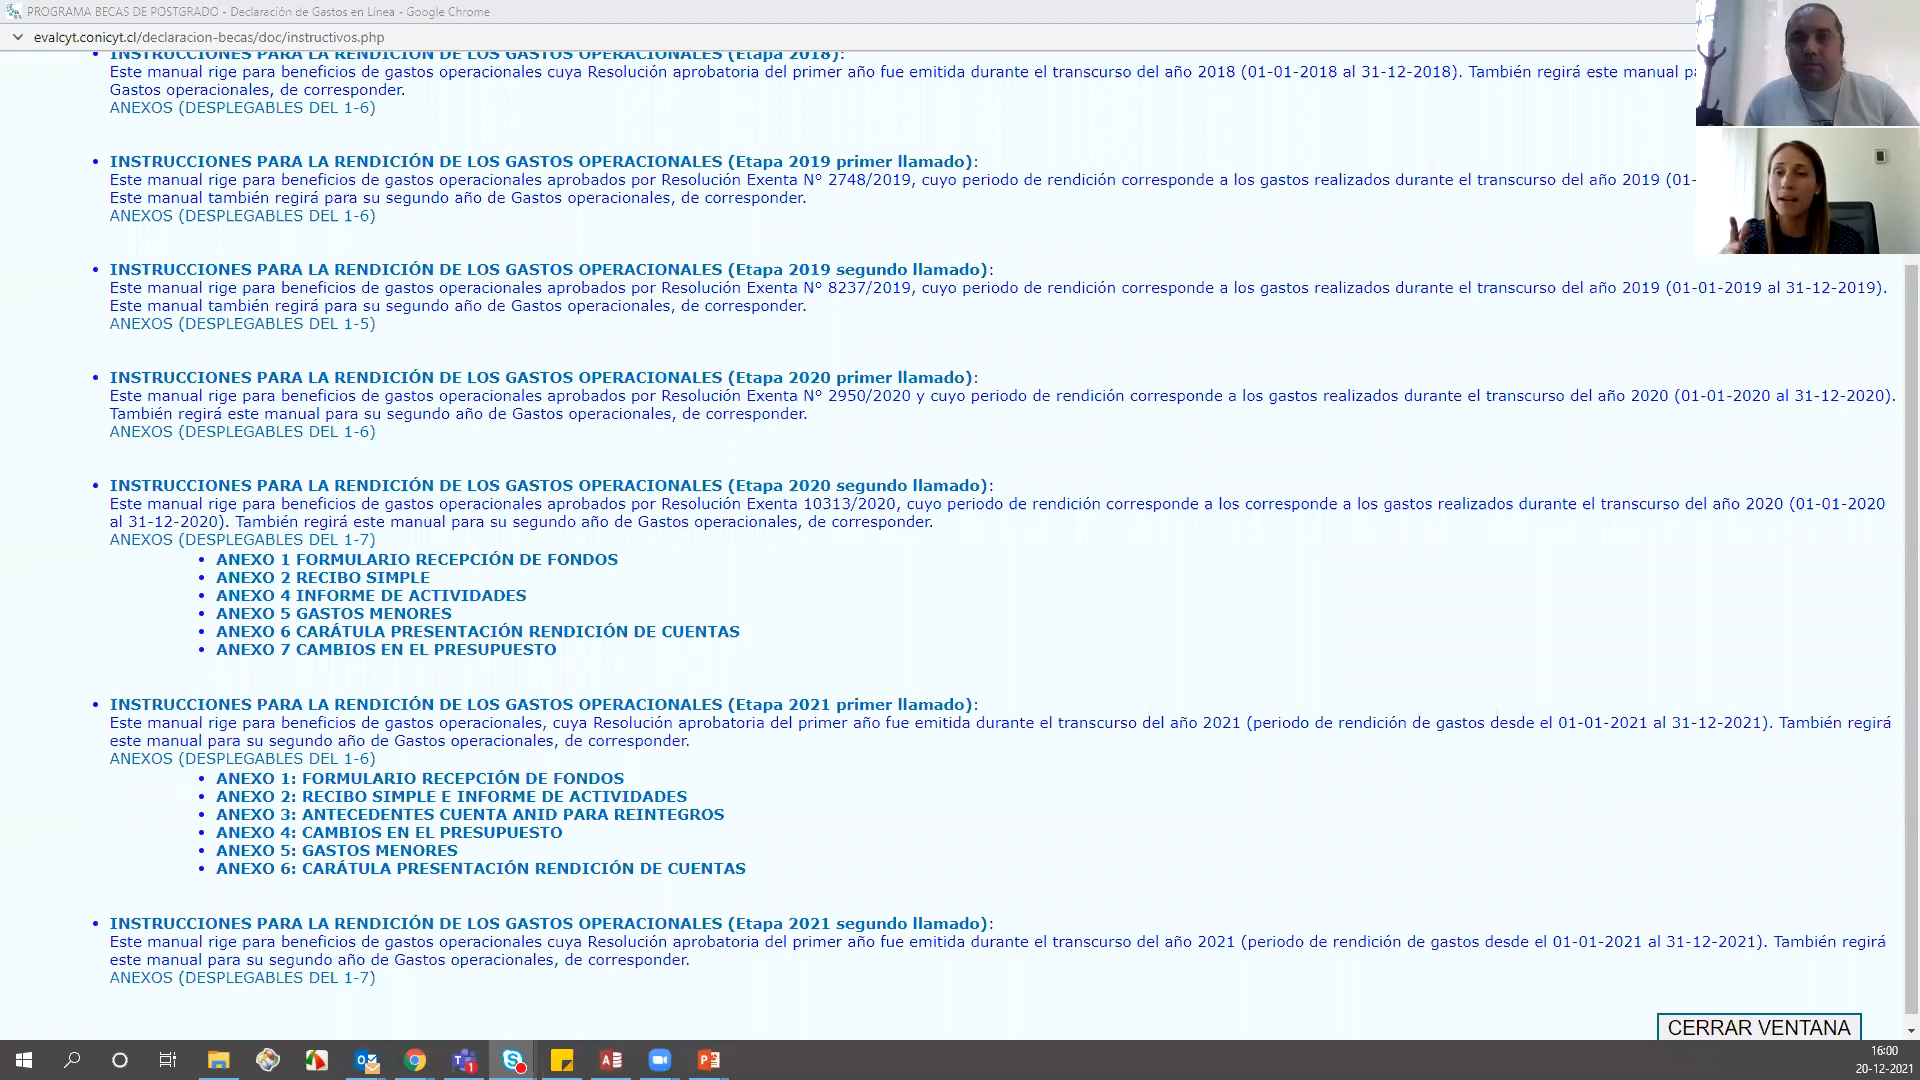 PROGRAMA BECAS DE POSTGRADO - Declaración de Gastos en Línea - Google Chrome
evalcyt.conicyt.cl/declaracion-becas/doc/instructivos.php
INSTRUCCIONES PARA LA RENDICIÓN DE LOS GASTOS OPERACIONALES (Etapa 2018):
Este manual rige para beneficios de gastos operacionales cuya Resolución aprobatoria del primer año fue emitida durante el transcurso del año 2018 (01-01-2018 al 31-12-2018). También regirá este manual
Gastos operacionales, de corresponder.
ANEXOS (DESPLEGABLES DEL 1-6)
• INSTRUCCIONES PARA LA RENDICIÓN DE LOS GASTOS OPERACIONALES (Etapa 2019 primer llamado):
Este manual rige para beneficios de gastos operacionales aprobados por Resolución Exenta N° 2748/2019, cuyo periodo de rendición corresponde a los gastos realizados durante el transcurso del año 2019 (01-
Este manual también regirá para su segundo año de Gastos operacionales, de corresponder.
ANEXOS (DESPLEGABLES DEL 1-6)
• INSTRUCCIONES PARA LA RENDICIÓN DE LOS GASTOS OPERACIONALES (Etapa 2019 segundo llamado):
Este manual rige para beneficios de gastos operacionales aprobados por Resolución Exenta N° 8237/2019, cuyo periodo de rendición corresponde a los gastos realizados durante el transcurso del año 2019 (01-01-2019 al 31-12-2019).
Este manual también regirá para su segundo año de Gastos operacionales, de corresponder.
ANEXOS (DESPLEGABLES DEL 1-5)
• INSTRUCCIONES PARA LA RENDICIÓN DE LOS GASTOS OPERACIONALES (Etapa 2020 primer llamado):
Este manual rige para beneficios de gastos operacionales aprobados por Resolución Exenta N° 2950/2020 y cuyo periodo de rendición corresponde a los gastos realizados durante el transcurso del año 2020 (01-01-2020 al 31-12-2020).
También regirá este manual para su segundo año de Gastos operacionales, de corresponder.
ANEXOS (DESPLEGABLES DEL 1-6)
• INSTRUCCIONES PARA LA RENDICIÓN DE LOS GASTOS OPERACIONALES (Etapa 2020 segundo llamado):
Este manual rige para beneficios de gastos operacionales aprobados por Resolución Exenta 10313/2020, cuyo periodo de rendición corresponde a los corresponde a los gastos realizados durante el transcurso del año 2020 (01-01-2020
al 31-12-2020). También regirá este manual para su segundo año de Gastos operacionales, de corresponder.
ANEXOS (DESPLEGABLES DEL 1-7)
• ANEXO 1 FORMULARIO RECEPCIÓN DE FONDOS
• ANEXO 2 RECIBO SIMPLE
• ANEXO 4 INFORME DE ACTIVIDADES
• ANEXO 5 GASTOS MENORES
• ANEXO 6 CARÁTULA PRESENTACIÓN RENDICIÓN DE CUENTAS
• ANEXO 7 CAMBIOS EN EL PRESUPUESTO
• INSTRUCCIONES PARA LA RENDICIÓN DE LOS GASTOS OPERACIONALES (Etapa 2021 primer llamado):
Este manual rige para beneficios de gastos operacionales, cuya Resolución aprobatoria del primer año fue emitida durante el transcurso del año 2021 (periodo de rendición de gastos desde el 01-01-2021 al 31-12-2021). También regirá
este manual para su segundo año de Gastos operacionales, de corresponder.
ANEXOS (DESPLEGABLES DEL 1-6)
• ANEXO 1: FORMULARIO RECEPCIÓN DE FONDOS
• ANEXO 2: RECIBO SIMPLE E INFORME DE ACTIVIDADES
• ANEXO 3: ANTECEDENTES CUENTA ANID PARA REINTEGROS
• ANEXO 4: CAMBIOS EN EL PRESUPUESTO
• ANEXO 5: GASTOS MENORES
• ANEXO 6: CARÁTULA PRESENTACIÓN RENDICIÓN DE CUENTAS
• INSTRUCCIONES PARA LA RENDICIÓN DE LOS GASTOS OPERACIONALES (Etapa 2021 segundo llamado):
Este manual rige para beneficios de gastos operacionales cuya Resolución aprobatoria del primer año fue emitida durante el transcurso del año 2021 (periodo de rendición de gastos desde el 01-01-2021 al 31-12-2021). También regirá
este manual para su segundo año de Gastos operacionales, de corresponder.
ANEXOS (DESPLEGABLES DEL 1-7)
CERRAR VENTANA
16:00
20-12-2021